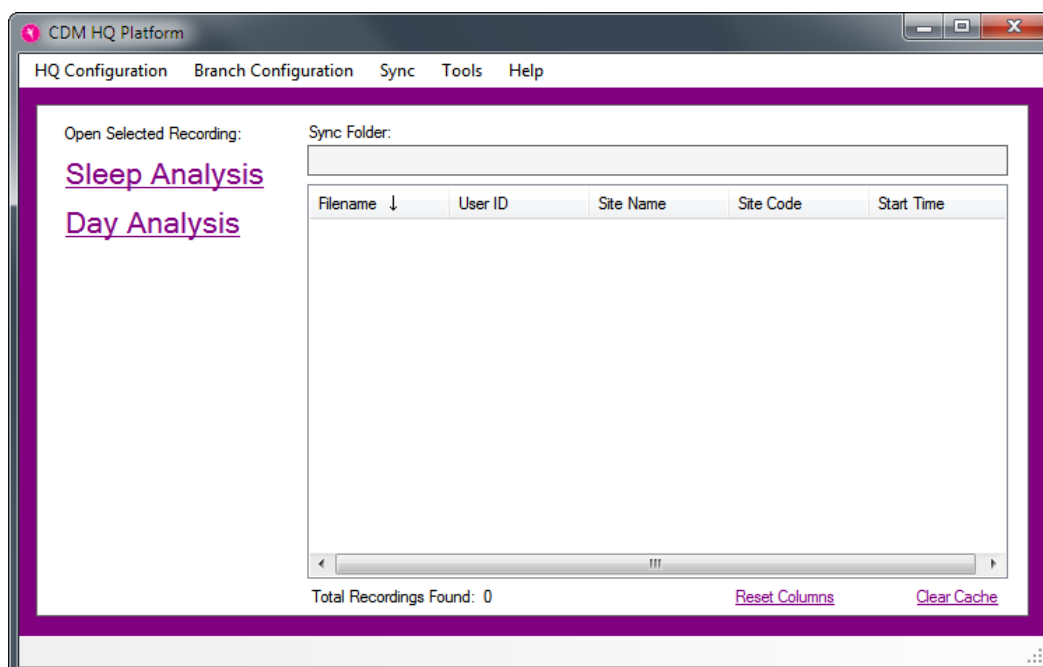 CDM HQ Platform
HQ Configuration Branch Configuration Sync Tools Help
Open Selected Recording:
Sleep Analysis
Day Analysis
Sync Folder:
Filename ↓ User ID Site Name Site Code Start Time
Total Recordings Found: 0 Reset Columns Clear Cache